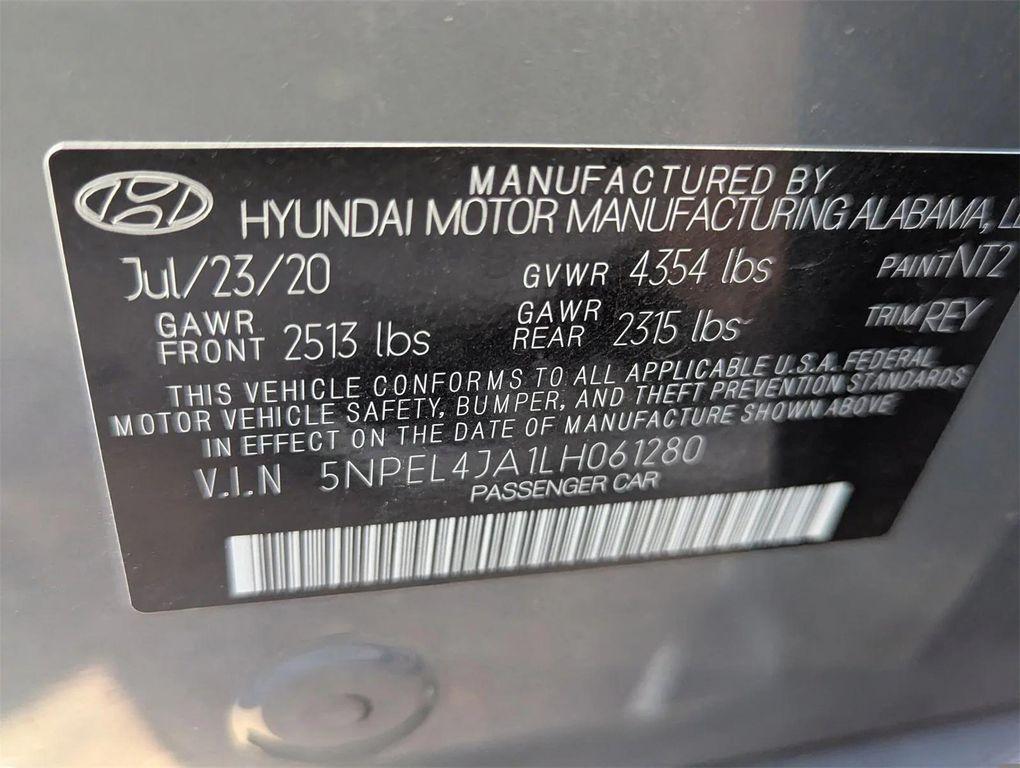 MANUFACTURED BY
HYUNDAI MOTOR MANUFACTURING ALABAMA,
Jul/23/20 GVWR 4354 lbs PAINT NT2
GAWR FRONT 2513 lbs GAWR REAR 2315 lbs TRIM REY
THIS VEHICLE CONFORMS TO ALL APPLICABLE U.S.A. FEDERAL
MOTOR VEHICLE SAFETY, BUMPER, AND THEFT PREVENTION STANDARDS
IN EFFECT ON THE DATE OF MANUFACTURE SHOWN ABOVE
V.I.N 5NPEL4JA1LH061280
PASSENGER CAR